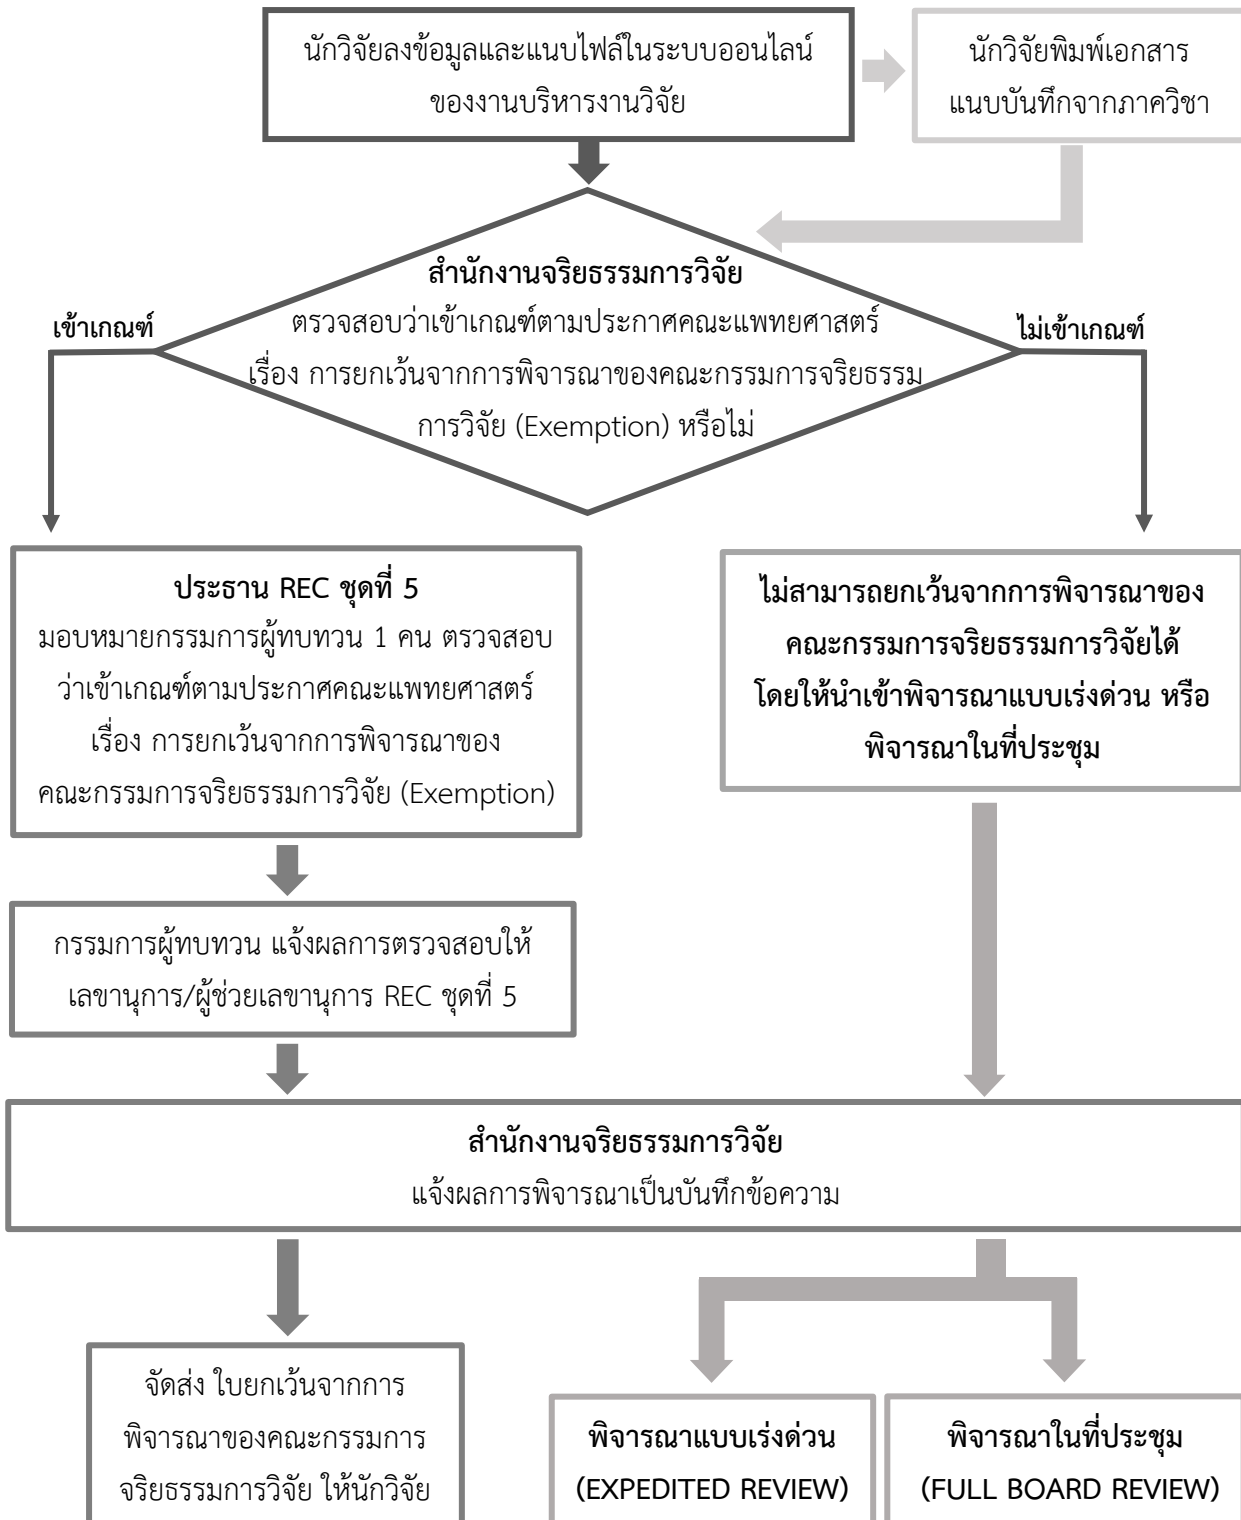 นักวิจัยลงข้อมูลและแนบไฟล์ในระบบออนไลน์
ของงานบริหารงานวิจัย
นักวิจัยพิมพ์เอกสาร
แนบบันทึกจากภาควิชา
สำนักงานจริยธรรมการวิจัย
ตรวจสอบว่าเข้าเกณฑ์ตามประกาศคณะแพทยศาสตร์
เรื่อง การยกเว้นจากการพิจารณาของคณะกรรมการจริยธรรม
การวิจัย (Exemption) หรือไม่
เข้าเกณฑ์
ไม่เข้าเกณฑ์
ประธาน REC ชุดที่ 5
มอบหมายกรรมการผู้ทบทวน 1 คน ตรวจสอบ
ว่าเข้าเกณฑ์ตามประกาศคณะแพทยศาสตร์
เรื่อง การยกเว้นจากการพิจารณาของ
คณะกรรมการจริยธรรมการวิจัย (Exemption)
ไม่สามารถยกเว้นจากการพิจารณาของ
คณะกรรมการจริยธรรมการวิจัยได้
โดยให้นำเข้าพิจารณาแบบเร่งด่วน หรือ
พิจารณาในที่ประชุม
กรรมการผู้ทบทวน แจ้งผลการตรวจสอบให้
เลขานุการ/ผู้ช่วยเลขานุการ REC ชุดที่ 5
สำนักงานจริยธรรมการวิจัย
แจ้งผลการพิจารณาเป็นบันทึกข้อความ
จัดส่ง ใบยกเว้นจากการ
พิจารณาของคณะกรรมการ
จริยธรรมการวิจัย ให้นักวิจัย
พิจารณาแบบเร่งด่วน
(EXPEDITED REVIEW)
พิจารณาในที่ประชุม
(FULL BOARD REVIEW)